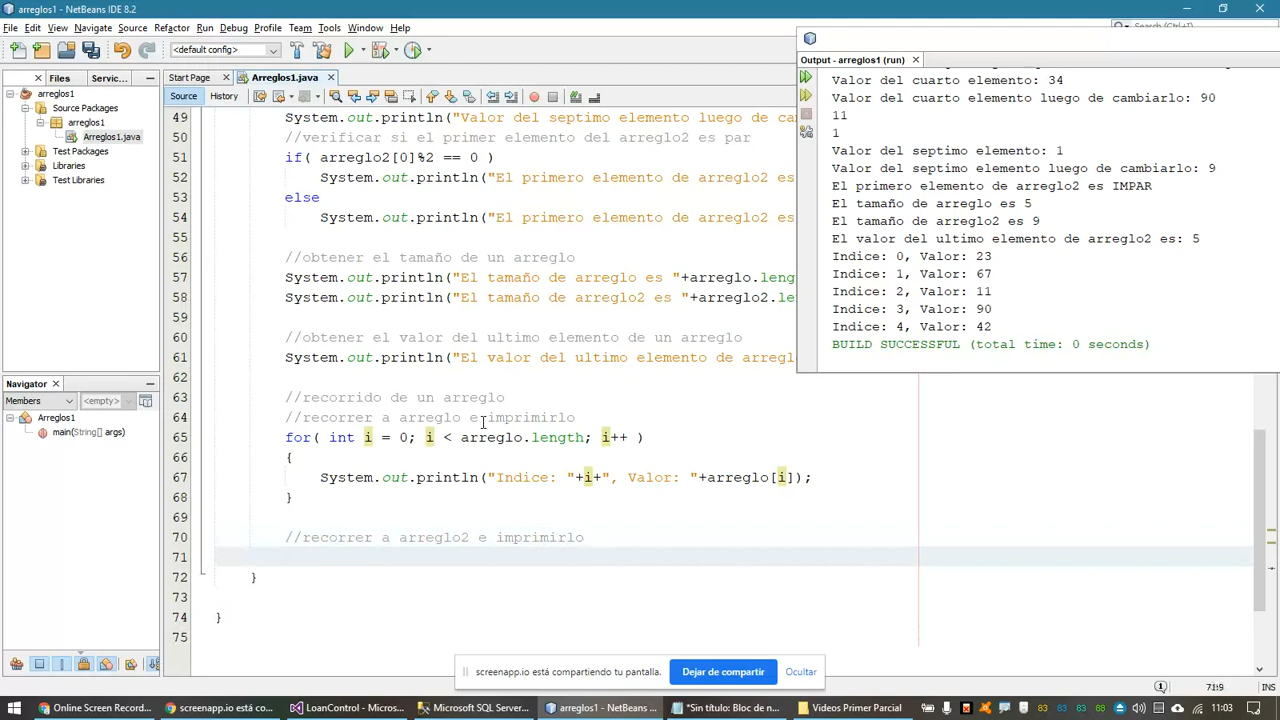 arreglos1 - NetBeans IDE 8.2
File Edit View Navigate Source Refactor Run Debug Profile Team Tools Window Help
Search (Ctrl+I)
<default config>
Files Servic...
Start Page Arreglos1.java
Source History
arreglos1
Source Packages
arreglos1
Arreglos1.java
Test Packages
Libraries
Test Libraries
Navigator
Members <empty>
Arreglos1
main(String[] args)
49 System.out.println("Valor del septimo elemento luego de ca
50 //verificar si el primer elemento del arreglo2 es par
51 if( arreglo2[0]%2 == 0 )
52 System.out.println("El primero elemento de arreglo2 es
53 else
54 System.out.println("El primero elemento de arreglo2 es
55
56 //obtener el tamaño de un arreglo
57 System.out.println("El tamaño de arreglo es "+arreglo.leng
58 System.out.println("El tamaño de arreglo2 es "+arreglo2.le
59
60 //obtener el valor del ultimo elemento de un arreglo
61 System.out.println("El valor del ultimo elemento de arregl
62
63 //recorrido de un arreglo
64 //recorrer a arreglo e imprimirlo
65 for( int i = 0; i < arreglo.length; i++ )
66 {
67 System.out.println("Indice: "+i+", Valor: "+arreglo[i]);
68 }
69
70 //recorrer a arreglo2 e imprimirlo
71
72 }
73
74 }
75
Output - arreglos1 (run)
Valor del cuarto elemento: 34
Valor del cuarto elemento luego de cambiarlo: 90
11
1
Valor del septimo elemento: 1
Valor del septimo elemento luego de cambiarlo: 9
El primero elemento de arreglo2 es IMPAR
El tamaño de arreglo es 5
El tamaño de arreglo2 es 9
El valor del ultimo elemento de arreglo2 es: 5
Indice: 0, Valor: 23
Indice: 1, Valor: 67
Indice: 2, Valor: 11
Indice: 3, Valor: 90
Indice: 4, Valor: 42
BUILD SUCCESSFUL (total time: 0 seconds)
screenapp.io está compartiendo tu pantalla. Dejar de compartir Ocultar
1 71:9 INS
Online Screen Record... screenapp.io está co... LoanControl - Micros... Microsoft SQL Server... arreglos1 - NetBeans ... *Sin título: Bloc de n... Videos Primer Parcial 83 83 83 88 11:03